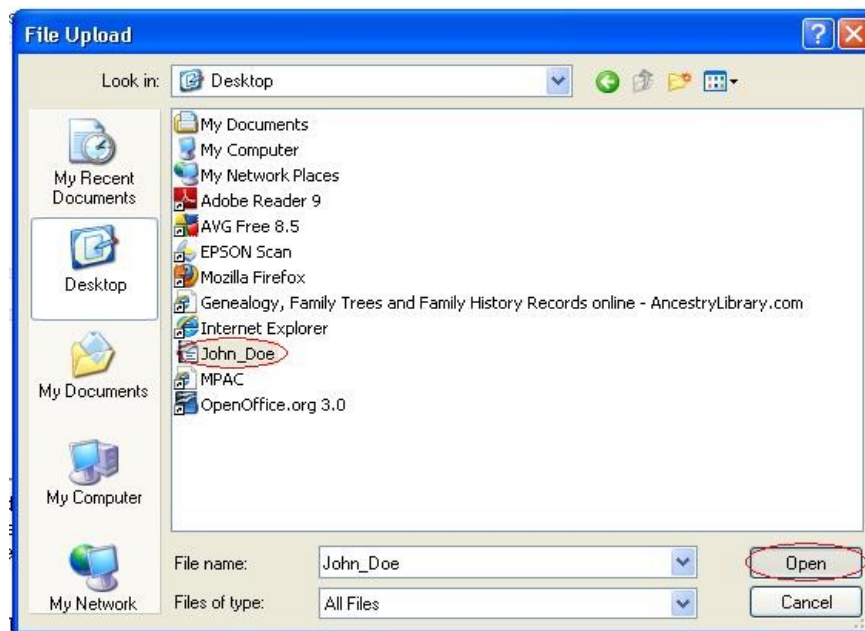 File Upload
Look in:
Desktop
My Recent
Documents
Desktop
My Documents
My Computer
My Network
My Documents
My Computer
My Network Places
Adobe Reader 9
AVG Free 8.5
EPSON Scan
Mozilla Firefox
Genealogy, Family Trees and Family History Records online - AncestryLibrary.com
Internet Explorer
John_Doe
MPAC
OpenOffice.org 3.0
File name:
John_Doe
Open
Files of type:
All Files
Cancel